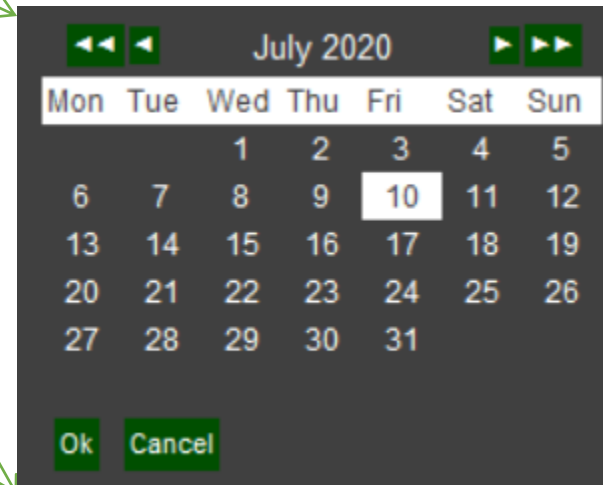 ◄◄ ◄ July 2020 ► ►►
Mon Tue Wed Thu Fri Sat Sun
1 2 3 4 5
6 7 8 9 10 11 12
13 14 15 16 17 18 19
20 21 22 23 24 25 26
27 28 29 30 31
Ok Cancel